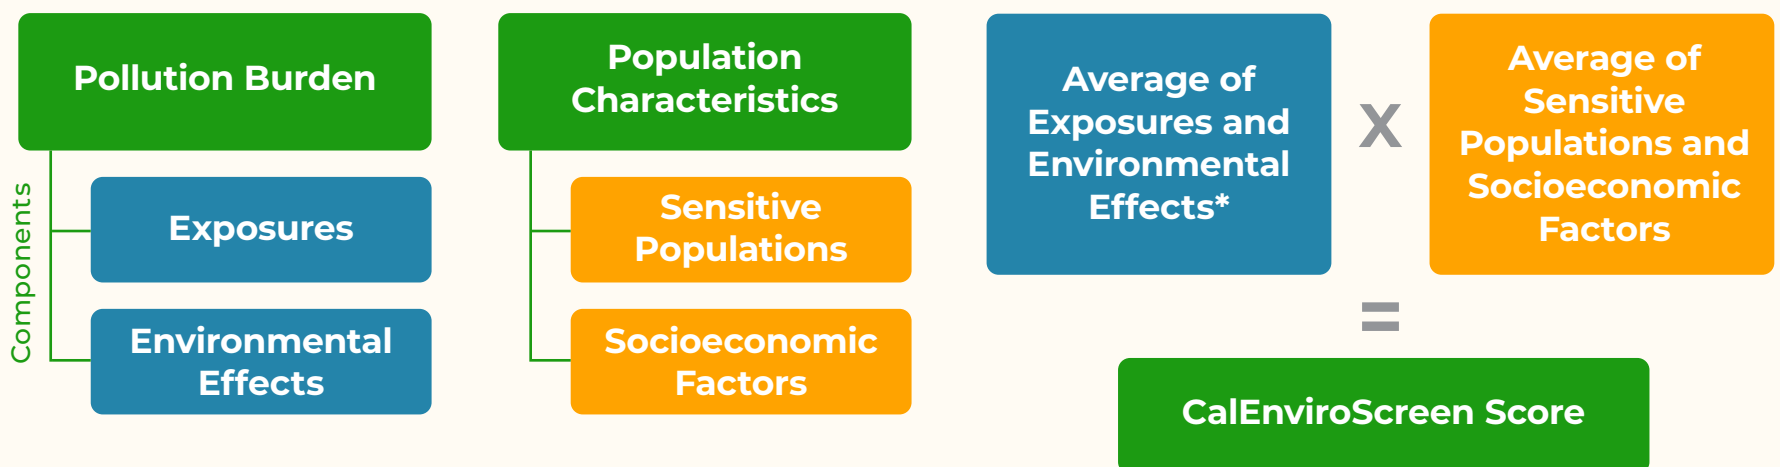 Pollution Burden
Components
Exposures
Environmental
Effects
Population
Characteristics
Sensitive
Populations
Socioeconomic
Factors
Average of
Exposures and
Environmental
Effects*
X
Average of
Sensitive
Populations and
Socioeconomic
Factors
=
CalEnviroScreen Score